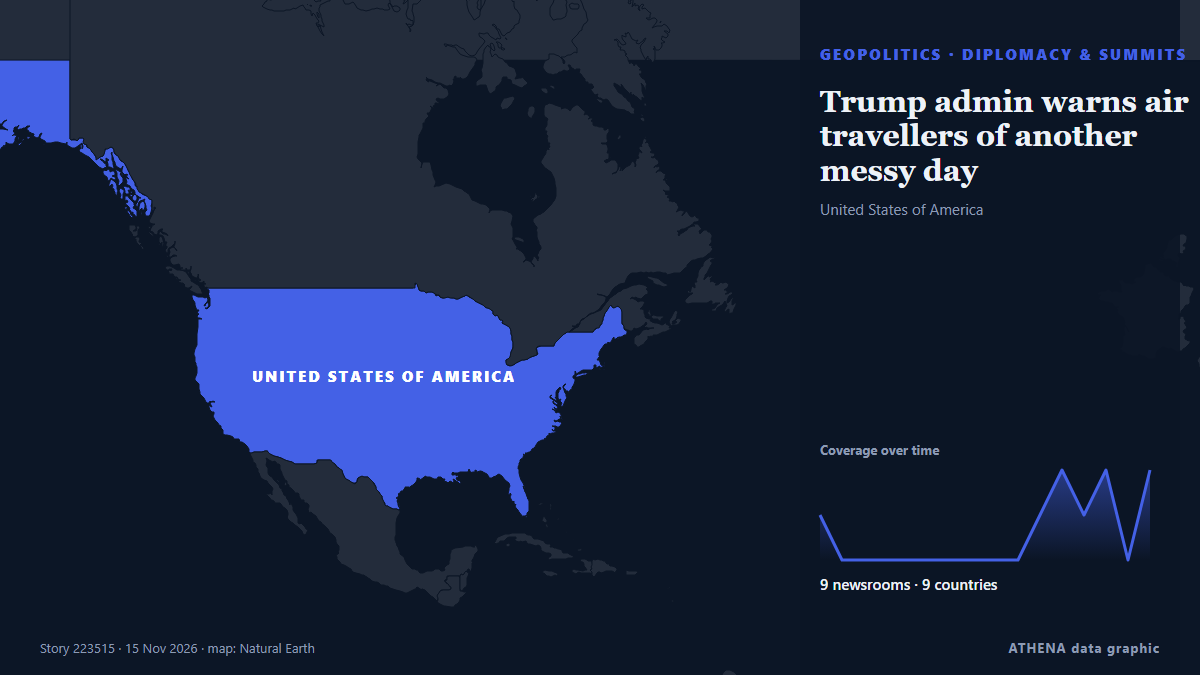 GEOPOLITICS · DIPLOMACY & SUMMITS
Trump admin warns air
travellers of another
messy day
United States of America
UNITED STATES OF AMERICA
Coverage over time
9 newsrooms · 9 countries
Story 223515 · 15 Nov 2026 · map: Natural Earth
ATHENA data graphic